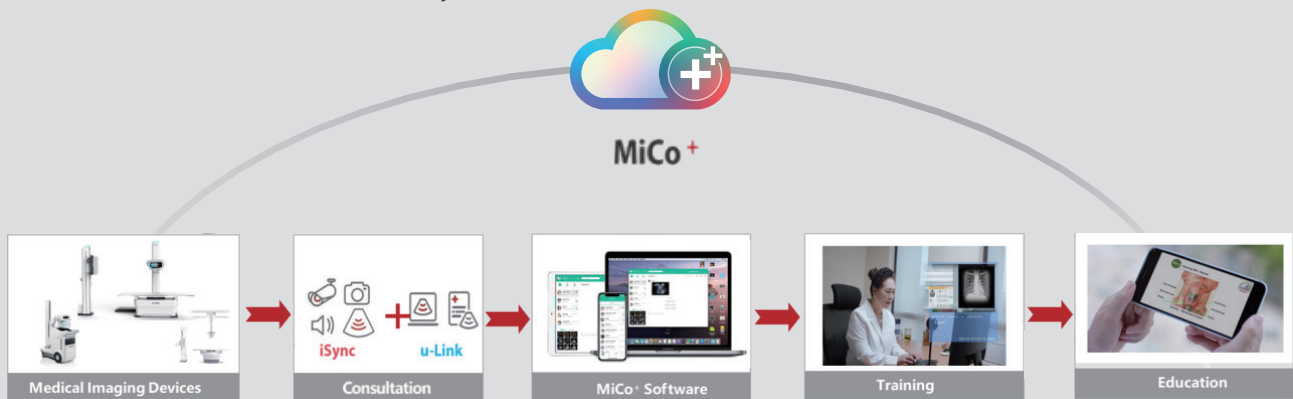 MiCo +
iSync
u-Link
Medical Imaging Devices
Consultation
MiCo+ Software
Training
Education